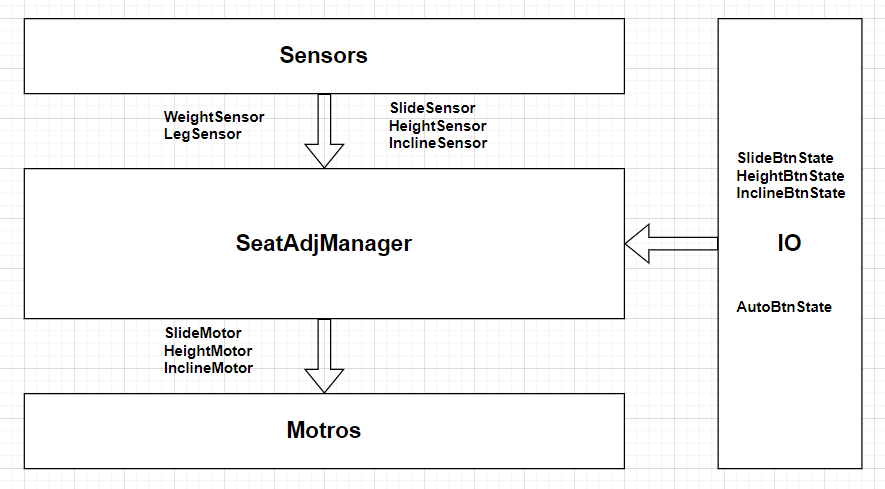 Sensors
WeightSensor
LegSensor
SlideSensor
HeightSensor
InclineSensor
SeatAdjManager
SlideMotor
HeightMotor
InclineMotor
Motros
SlideBtnState
HeightBtnState
InclineBtnState
IO
AutoBtnState